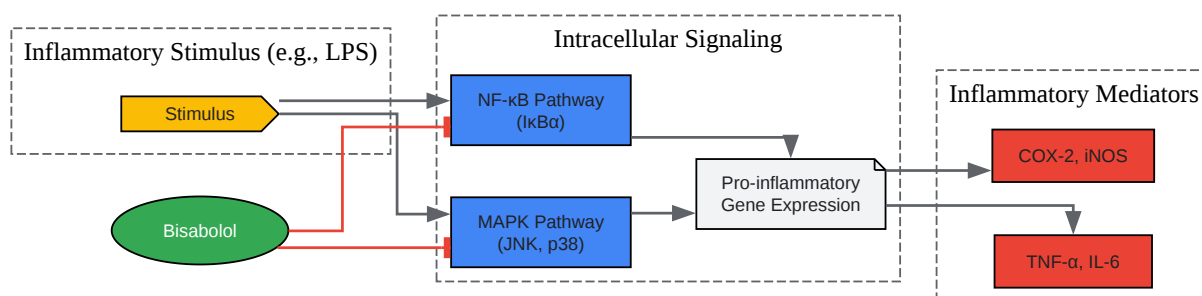 Inflammatory Stimulus (e.g., LPS)
Stimulus
Bisabolol
Intracellular Signaling
NF-κB Pathway
(IκBα)
MAPK Pathway
(JNK, p38)
Pro-inflammatory
Gene Expression
Inflammatory Mediators
COX-2, iNOS
TNF-α, IL-6